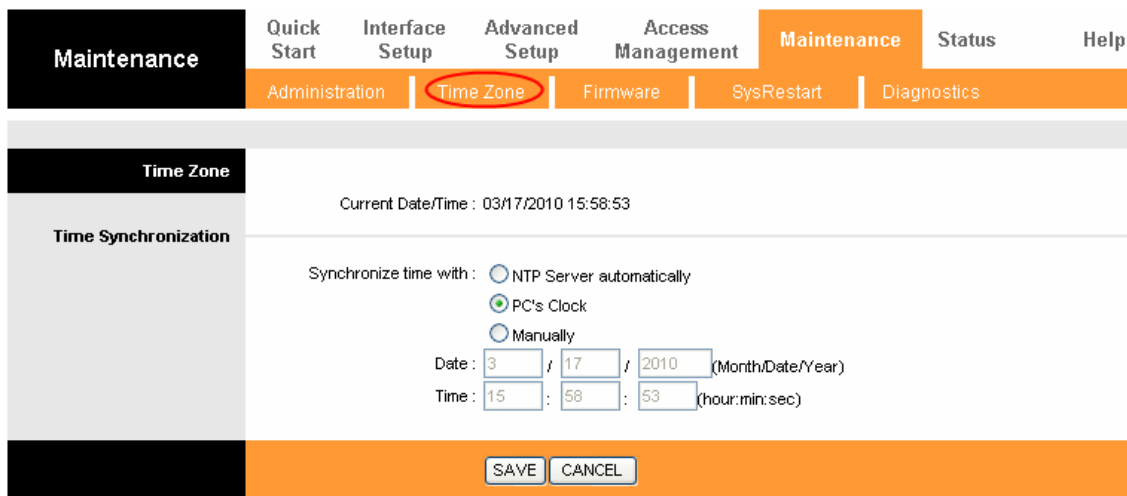 Maintenance
Quick Start
Interface Setup
Advanced Setup
Access Management
Maintenance
Status
Help
Administration
Time Zone
Firmware
SysRestart
Diagnostics
Time Zone
Current Date/Time : 03/17/2010 15:58:53
Time Synchronization
Synchronize time with : NTP Server automatically
PC's Clock
Manually
Date : 3 / 17 / 2010 (Month/Date/Year)
Time : 15 : 58 : 53 (hour:min:sec)
SAVE CANCEL